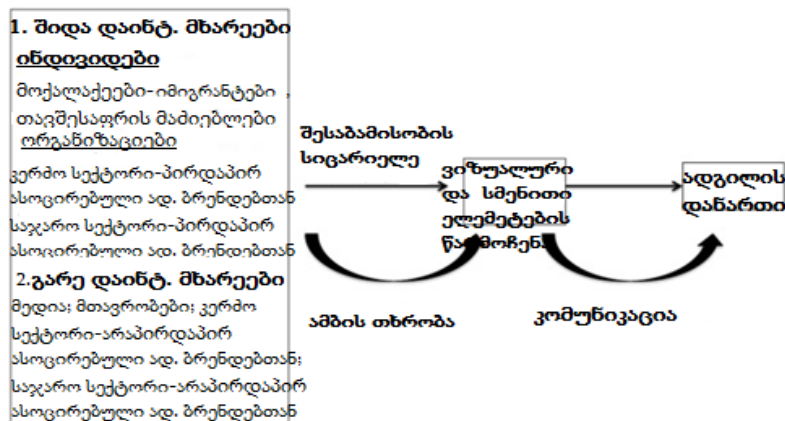 1. შიდა დაინტ. მხარეები
ინდივიდები
მოქალაქეები-იმიგრანტები ,
თავშესაფრის მაძიებლები
ორგანიზაციები
კერძო სექტორი-პირდაპირ
ასოცირებული ად. ბრენდებთან
საჯარო სექტორი-პირდაპირ
ასოცირებული ად. ბრენდებთან
2.გარე დაინტ. მხარეები
მედია; მთავრობები; კერძო
სექტორი-არაპირდაპირ
ასოცირებული ად. ბრენდებთან;
საჯარო სექტორი-არაპირდაპირ
ასოცირებული ად. ბრენდებთან
შესაბამისობის
სიცარიელე
ამბის თხრობა
ვიზუალური
და სმენითი
ელემეტების
წარმოჩენა
კომუნიკაცია
ადგილის
დანართი